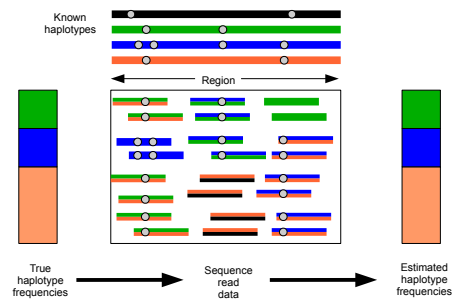 Known
haplotypes
Region
True
haplotype
frequencies
Sequence
read
data
Estimated
haplotype
frequencies